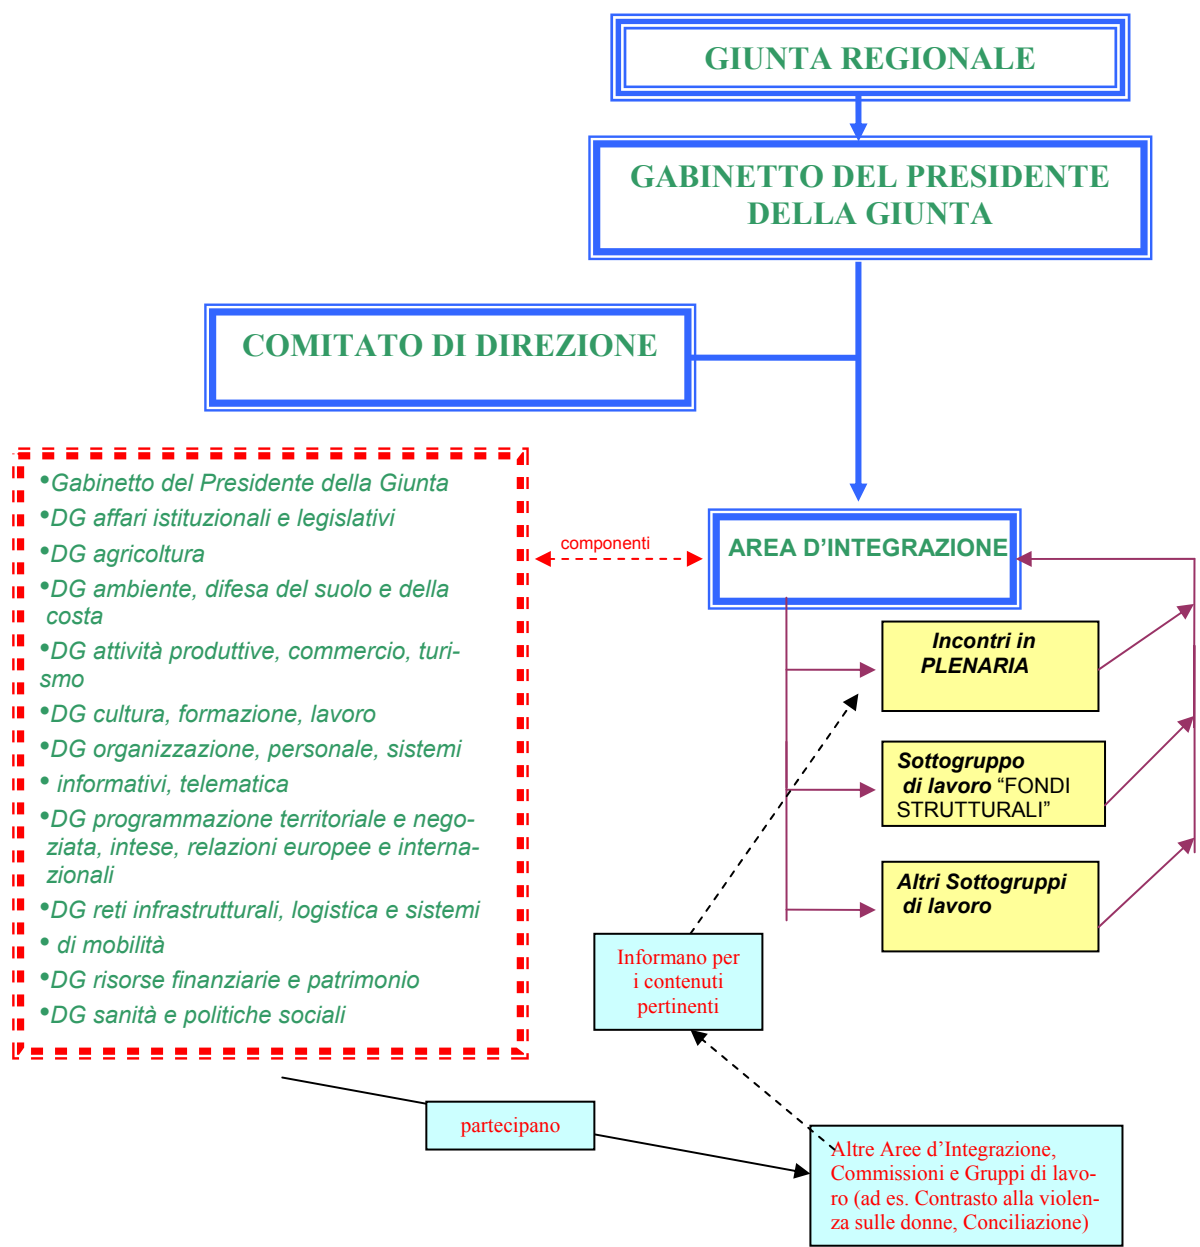 GIUNTA REGIONALE
GABINETTO DEL PRESIDENTE
DELLA GIUNTA
COMITATO DI DIREZIONE
•Gabinetto del Presidente della Giunta
•DG affari istituzionali e legislativi
•DG agricoltura
•DG ambiente, difesa del suolo e della
costa
•DG attività produttive, commercio, turi-
smo
•DG cultura, formazione, lavoro
•DG organizzazione, personale, sistemi
• informativi, telematica
•DG programmazione territoriale e nego-
ziata, intese, relazioni europee e interna-
zionali
•DG reti infrastrutturali, logistica e sistemi
• di mobilità
•DG risorse finanziarie e patrimonio
•DG sanità e politiche sociali
componenti
AREA D’INTEGRAZIONE
Incontri in
PLENARIA
Sottogruppo
di lavoro “FONDI
STRUTTURALI”
Altri Sottogruppi
di lavoro
Informano per
i contenuti
pertinenti
partecipano
Altre Aree d’Integrazione,
Commissioni e Gruppi di lavo-
ro (ad es. Contrasto alla violen-
za sulle donne, Conciliazione)